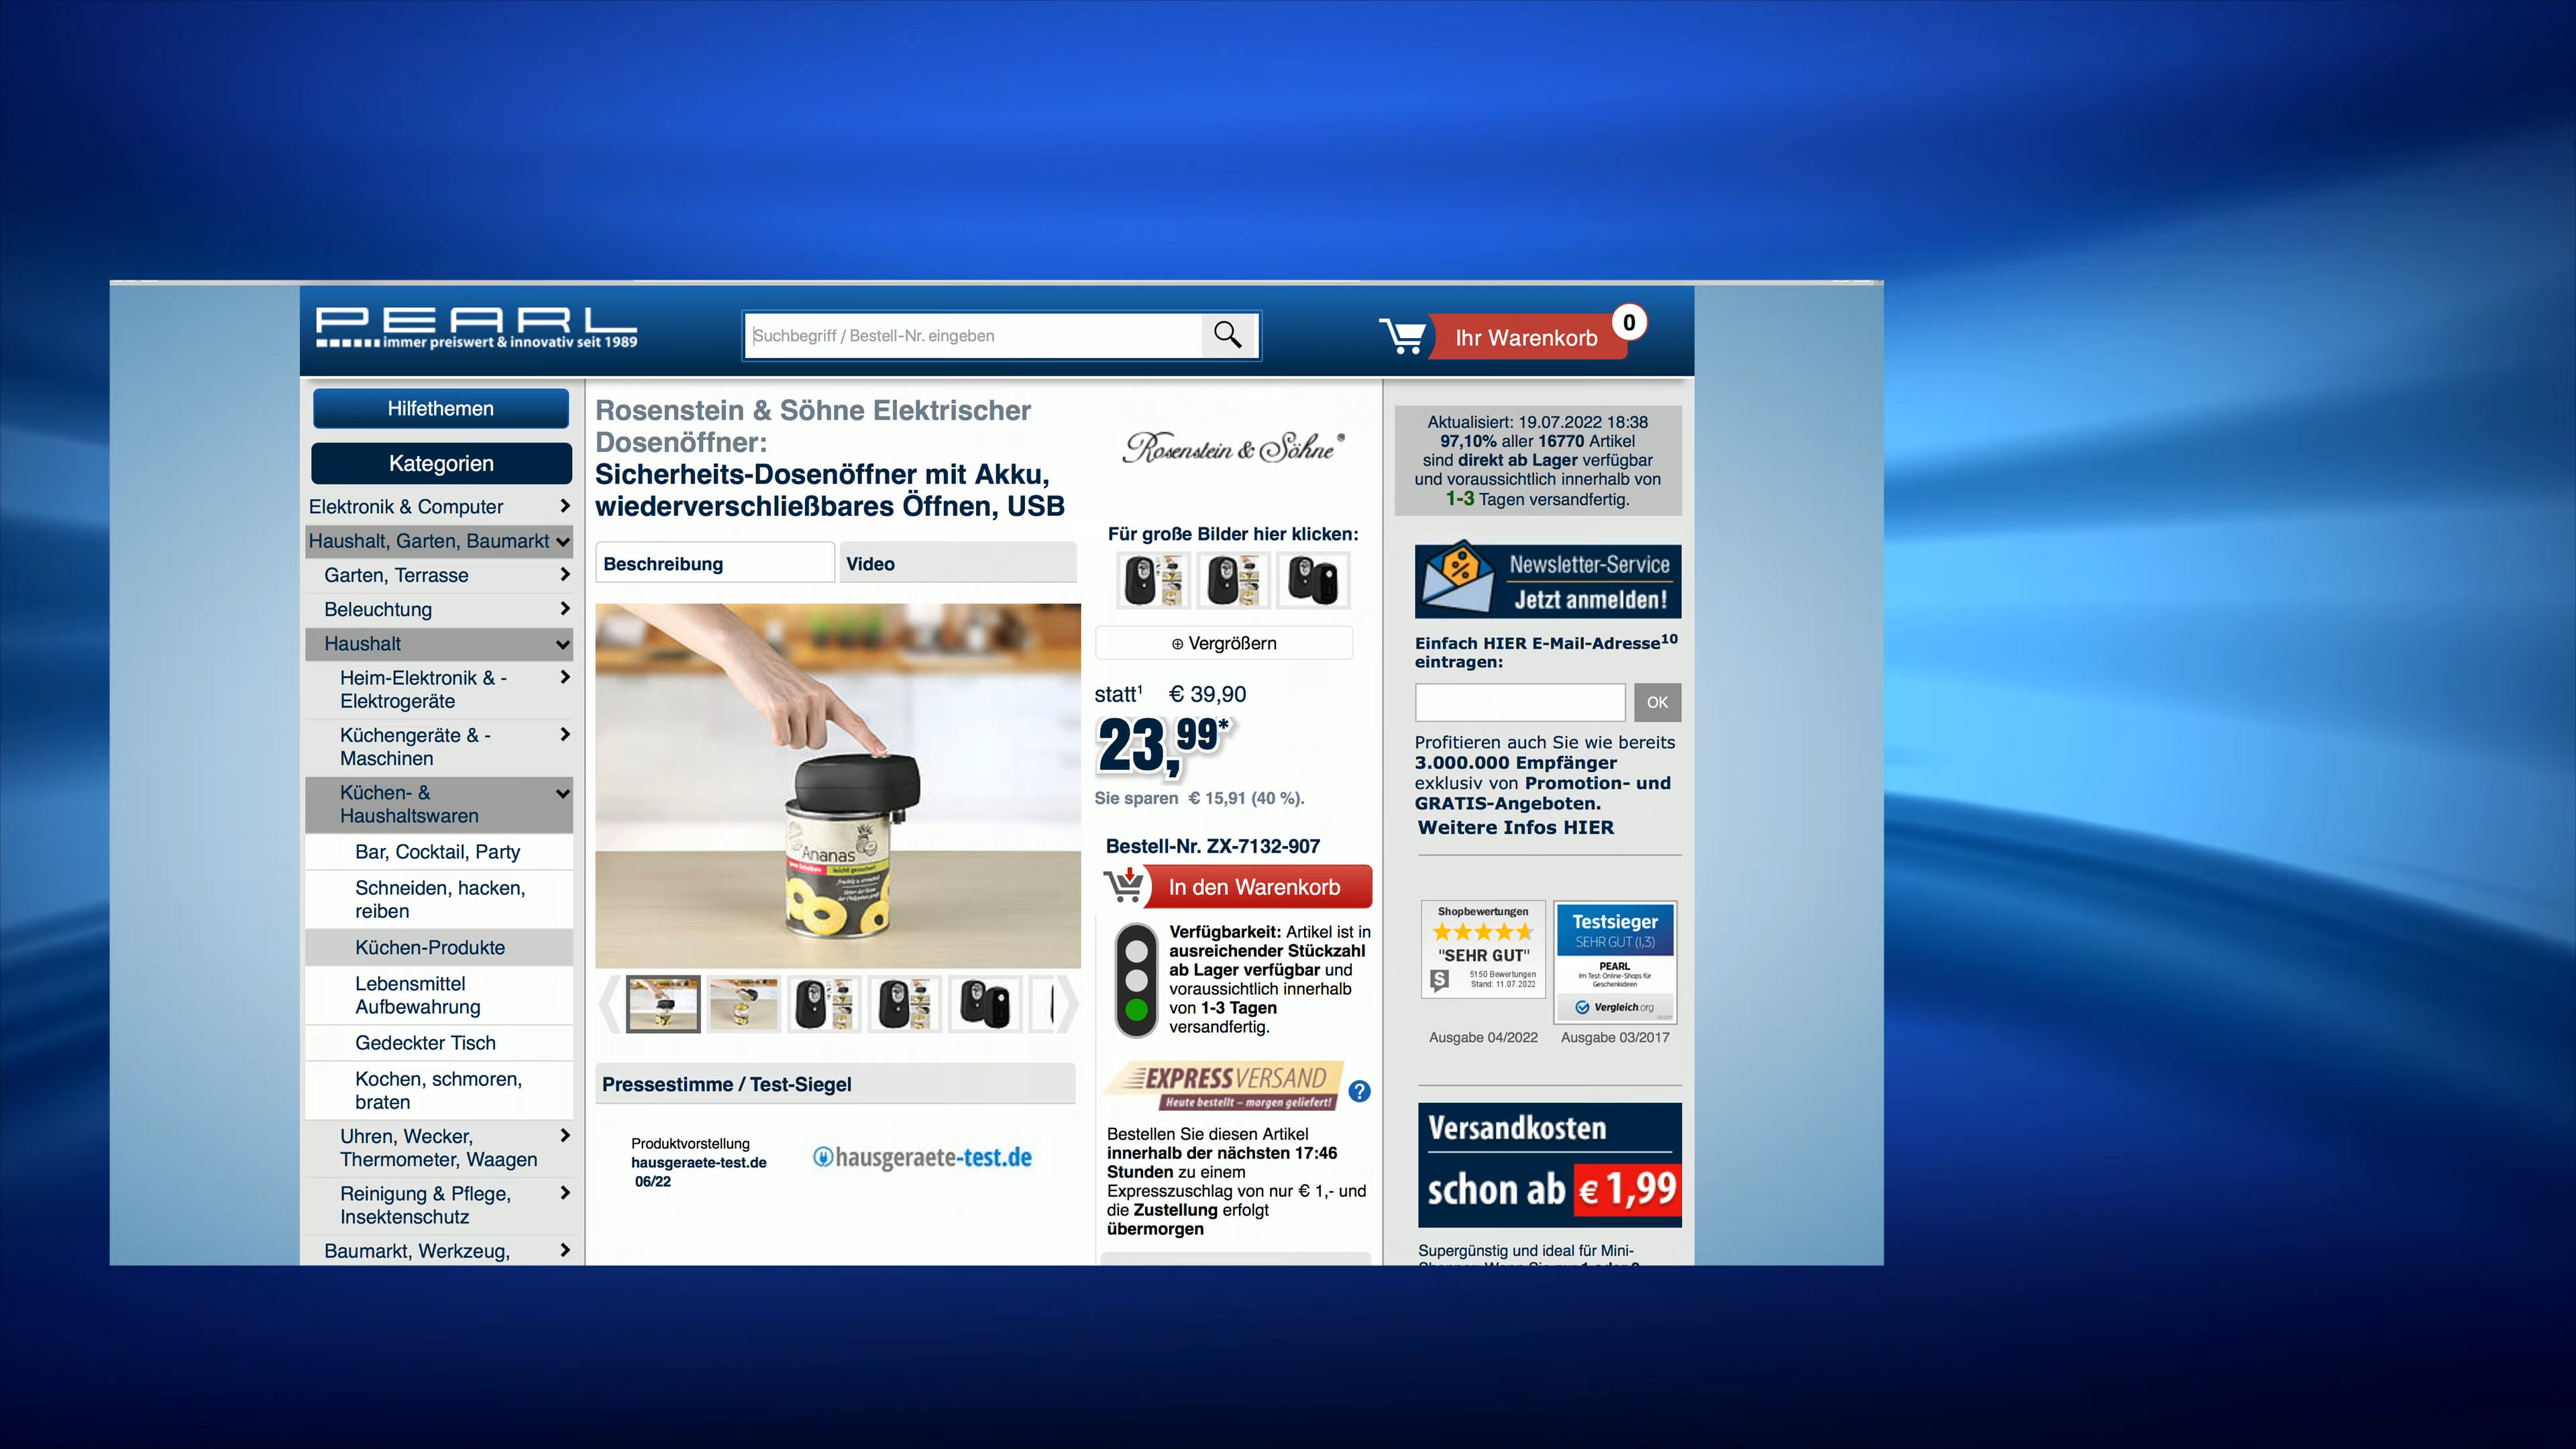 PEARL
immer preiswert & innovativ seit 1989
Suchbegriff / Bestell-Nr. eingeben
Ihr Warenkorb
0
Hilfethemen
Kategorien
Elektronik & Computer
Haushalt, Garten, Baumarkt
Garten, Terrasse
Beleuchtung
Haushalt
Heim-Elektronik & -
Elektrogeräte
Küchengeräte & -
Maschinen
Küchen- &
Haushaltswaren
Bar, Cocktail, Party
Schneiden, hacken,
reiben
Küchen-Produkte
Lebensmittel
Aufbewahrung
Gedeckter Tisch
Kochen, schmoren,
braten
Uhren, Wecker,
Thermometer, Waagen
Reinigung & Pflege,
Insektenschutz
Baumarkt, Werkzeug,
Rosenstein & Söhne Elektrischer
Dosenöffner:
Sicherheits-Dosenöffner mit Akku,
wiederverschließbares Öffnen, USB
Beschreibung
Video
Ananas
Pressestimme / Test-Siegel
Produktvorstellung
hausgeraete-test.de
06/22
hausgeraete-test.de
Rosenstein & Söhne®
Für große Bilder hier klicken:
⊕ Vergrößern
statt¹ € 39,90
23,99*
Sie sparen € 15,91 (40 %).
Bestell-Nr. ZX-7132-907
In den Warenkorb
Verfügbarkeit: Artikel ist in
ausreichender Stückzahl
ab Lager verfügbar und
voraussichtlich innerhalb
von 1-3 Tagen
versandfertig.
EXPRESSVERSAND
Heute bestellt – morgen geliefert!
?
Bestellen Sie diesen Artikel
innerhalb der nächsten 17:46
Stunden zu einem
Expresszuschlag von nur € 1,- und
die Zustellung erfolgt
übermorgen
Aktualisiert: 19.07.2022 18:38
97,10% aller 16770 Artikel
sind direkt ab Lager verfügbar
und voraussichtlich innerhalb von
1-3 Tagen versandfertig.
%
Newsletter-Service
Jetzt anmelden!
Einfach HIER E-Mail-Adresse¹⁰
eintragen:
OK
Profitieren auch Sie wie bereits
3.000.000 Empfänger
exklusiv von Promotion- und
GRATIS-Angeboten.
Weitere Infos HIER
Shopbewertungen
"SEHR GUT"
S
5150 Bewertungen
Stand: 11.07.2022
Ausgabe 04/2022
Testsieger
SEHR GUT (1,3)
PEARL
Im Test: Online-Shops für
Geschenkideen
Vergleich.org
Ausgabe 03/2017
Versandkosten
schon ab € 1,99
Supergünstig und ideal für Mini-